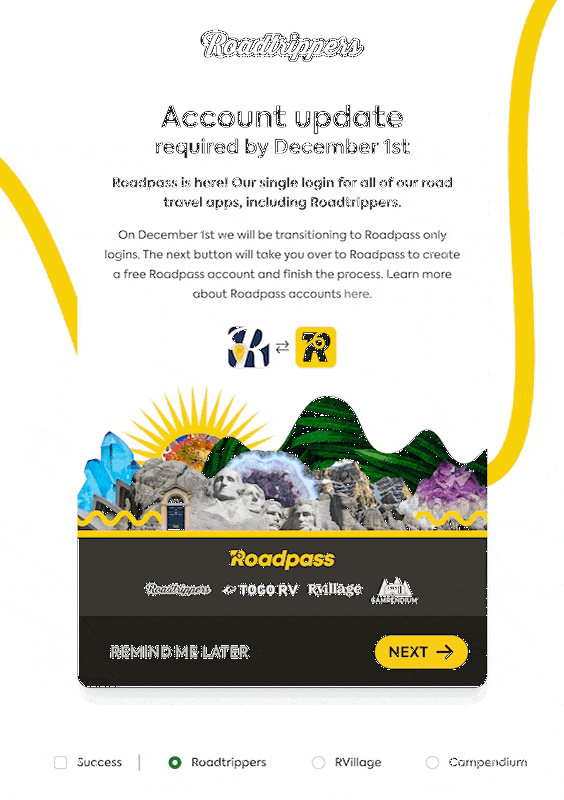 Roadtrippers
Account update
required by December 1st
Roadpass is here! Our single login for all of our road
travel apps, including Roadtrippers.
On December 1st we will be transitioning to Roadpass only
logins. The next button will take you over to Roadpass to create
a free Roadpass account and finish the process. Learn more
about Roadpass accounts here.
Roadpass
Roadtrippers TOGO RV RVillage CAMPENDIUM
REMIND ME LATER NEXT
Success Roadtrippers RVillage Campendium